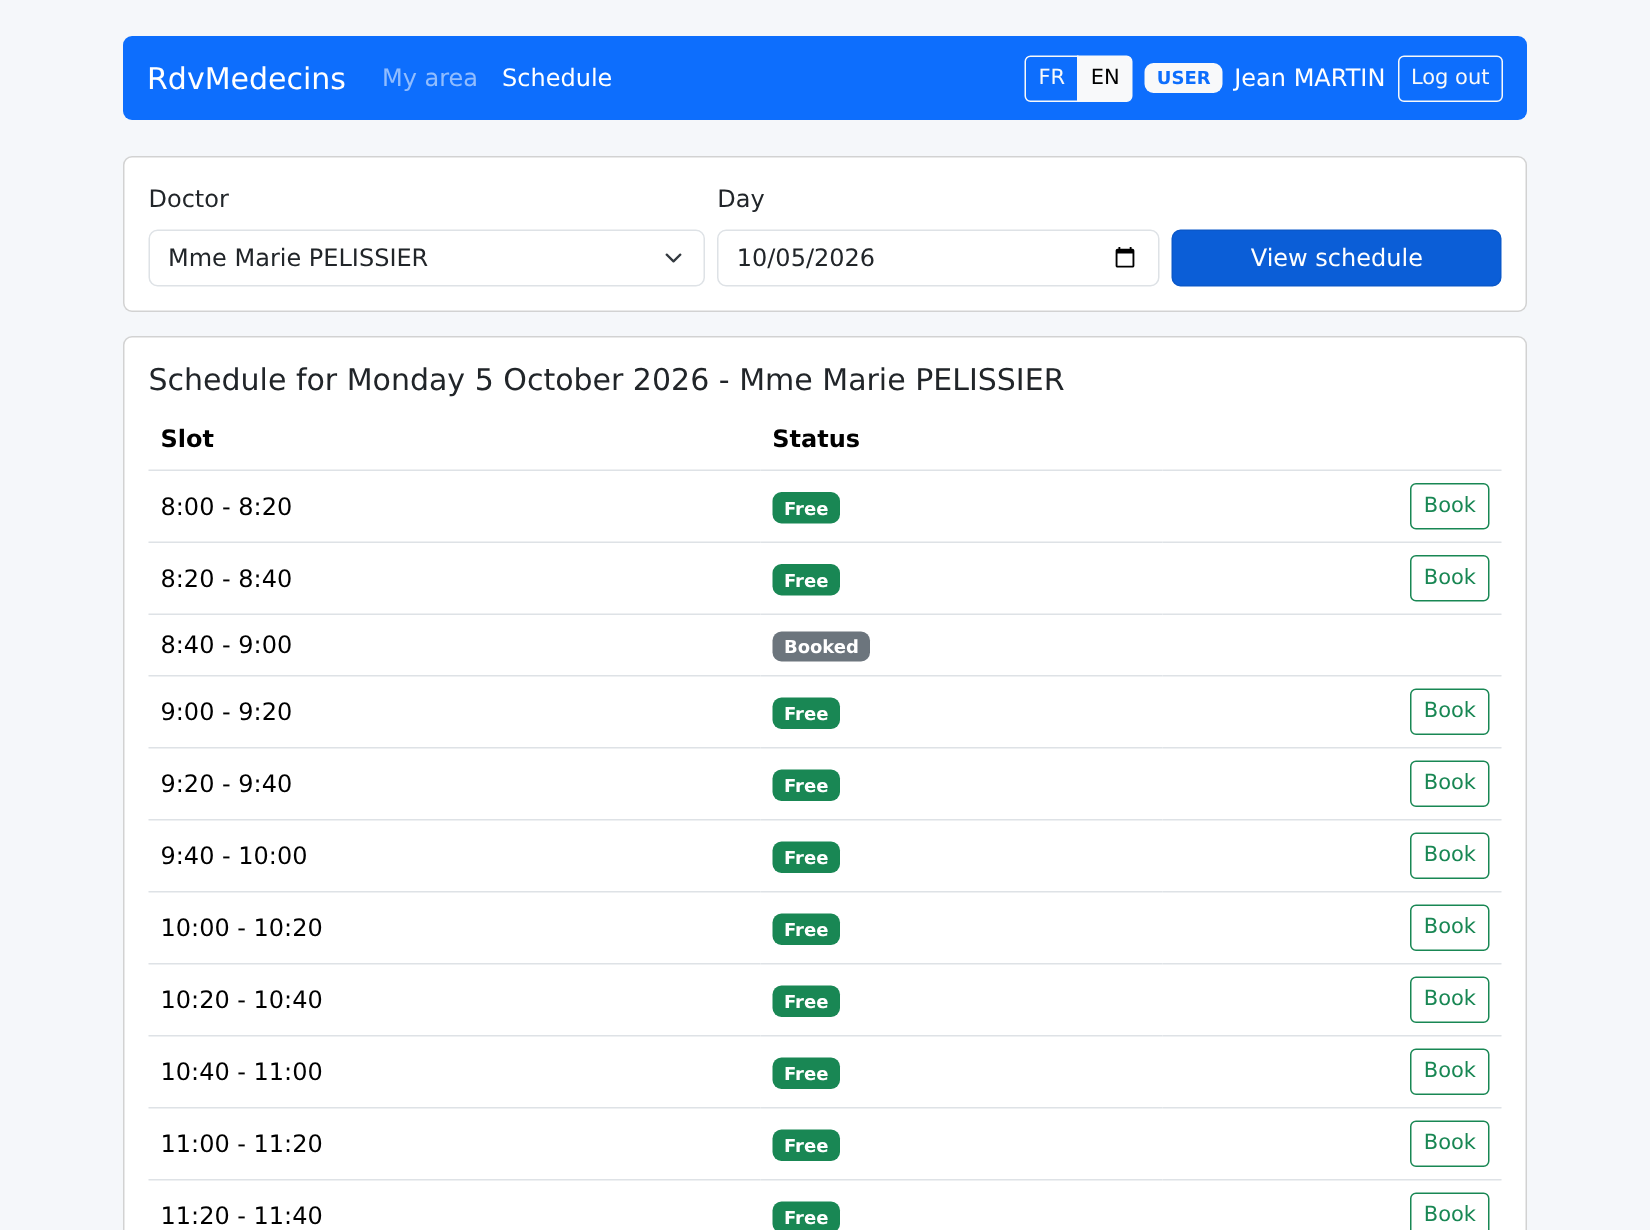 RdvMedecins My area Schedule FR EN USER Jean MARTIN Log out
Doctor Day
Mme Marie PELISSIER 10/05/2026 View schedule
Schedule for Monday 5 October 2026 - Mme Marie PELISSIER
Slot Status
8:00 - 8:20 Free Book
8:20 - 8:40 Free Book
8:40 - 9:00 Booked
9:00 - 9:20 Free Book
9:20 - 9:40 Free Book
9:40 - 10:00 Free Book
10:00 - 10:20 Free Book
10:20 - 10:40 Free Book
10:40 - 11:00 Free Book
11:00 - 11:20 Free Book
11:20 - 11:40 Free Book